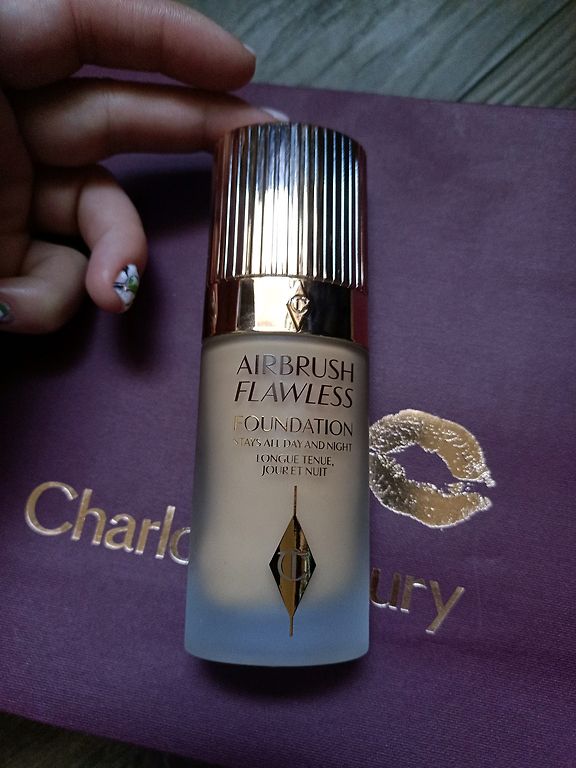 AIRBRUSH
FLAWLESS
FOUNDATION
STAYS ALL DAY AND NIGHT
LONGUE TENUE,
JOUR ET NUIT
Charlo
ury